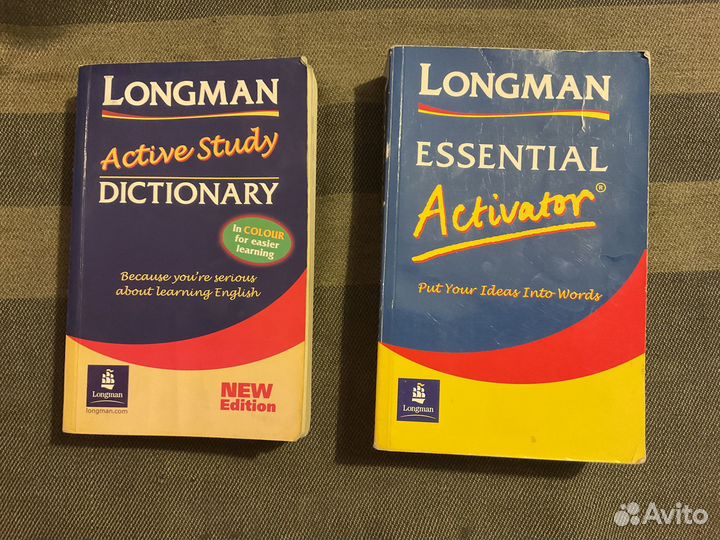 LONGMAN
Active Study
DICTIONARY
In COLOUR
for easier
learning
Because you're serious
about learning English
NEW
Edition
Longman
longman.com
LONGMAN
ESSENTIAL
Activator®
Put Your Ideas Into Words
Longman
Avito